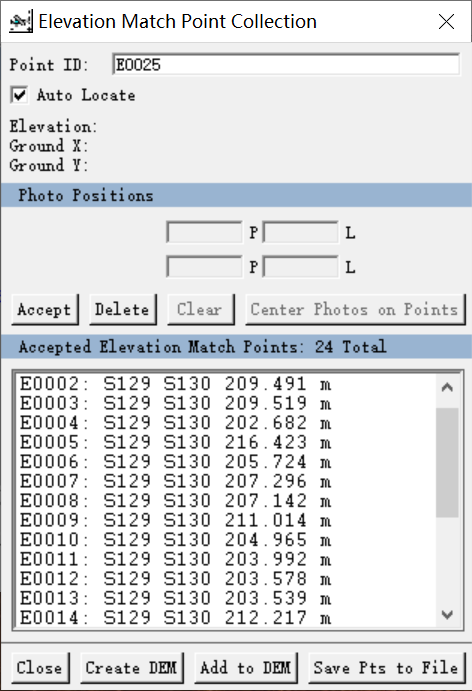 Elevation Match Point Collection
Point ID: E0025
Auto Locate
Elevation:
Ground X:
Ground Y:
Photo Positions
P L
P L
Accept Delete Clear Center Photos on Points
Accepted Elevation Match Points: 24 Total
E0002: S129 S130 209.491 m
E0003: S129 S130 209.519 m
E0004: S129 S130 202.682 m
E0005: S129 S130 216.423 m
E0006: S129 S130 205.724 m
E0007: S129 S130 207.296 m
E0008: S129 S130 207.142 m
E0009: S129 S130 211.014 m
E0010: S129 S130 204.965 m
E0011: S129 S130 203.992 m
E0012: S129 S130 203.578 m
E0013: S129 S130 203.539 m
E0014: S129 S130 212.217 m
Close Create DEM Add to DEM Save Pts to File